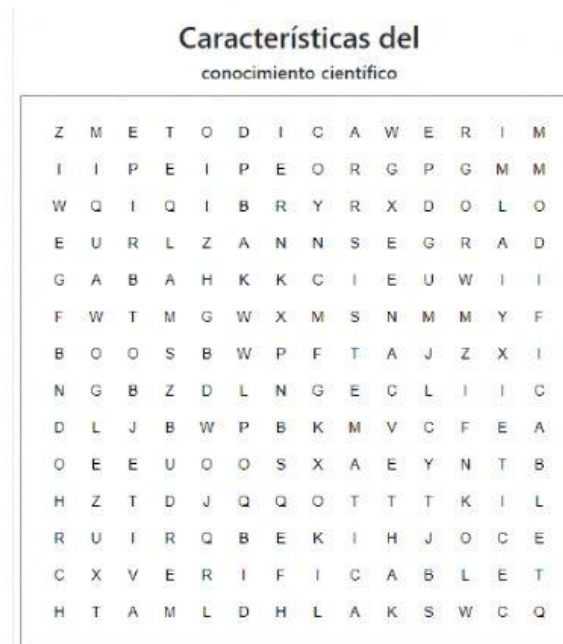 Características del
conocimiento científico
Z M E T O D I C A W E R I M
I I P E I P E O R G P G M M
W Q I Q I B R Y R X D O L O
E U R L Z A N N S E G R A D
G A B A H K K C I E U W I I
F W T M G W X M S N M M Y F
B O O S B W P F T A J Z X I
N G B Z D L N G E C L I I C
D L J B W P B K M V C F E A
O E E U O O S X A E Y N T B
H Z T D J Q Q O T T T K I L
R U I R Q B E K I H J O C E
C X V E R I F I C A B L E T
H T A M L D H L A K S W C Q